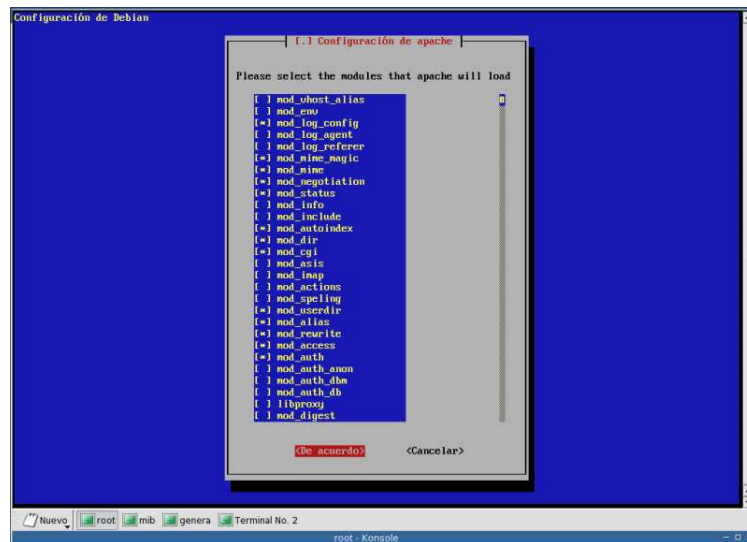 Configuración de Debian
[.] Configuración de apache
Please select the modules that apache will load
[ ] mod_vhost_alias
[ ] mod_env
[*] mod_log_config
[ ] mod_log_agent
[ ] mod_log_referer
[*] mod_mime_magic
[*] mod_mime
[*] mod_negotiation
[*] mod_status
[ ] mod_info
[ ] mod_include
[*] mod_autoindex
[*] mod_dir
[*] mod_cgi
[ ] mod_asis
[ ] mod_imap
[ ] mod_actions
[ ] mod_speling
[*] mod_userdir
[*] mod_alias
[*] mod_rewrite
[*] mod_access
[*] mod_auth
[ ] mod_auth_anon
[ ] mod_auth_dbm
[ ] mod_auth_db
[ ] libproxy
[ ] mod_digest
<De acuerdo> <Cancelar>
Nuevo root mib genera Terminal No. 2
root - Konsole